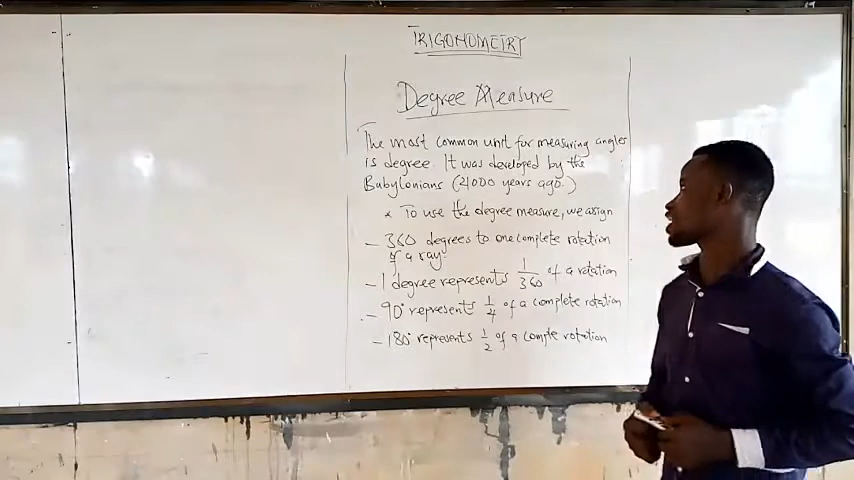 TRIGONOMETRY
Degree Measure
The most common unit for measuring angles
is degree. It was developed by the
Babylonians (4000 years ago.)
* To use the degree measure, we assign
- 360 degrees to one complete rotation
of a ray.
- 1 degree represents 1/360 of a rotation
- 90° represents 1/4 of a complete rotation
- 180° represents 1/2 of a comple rotation